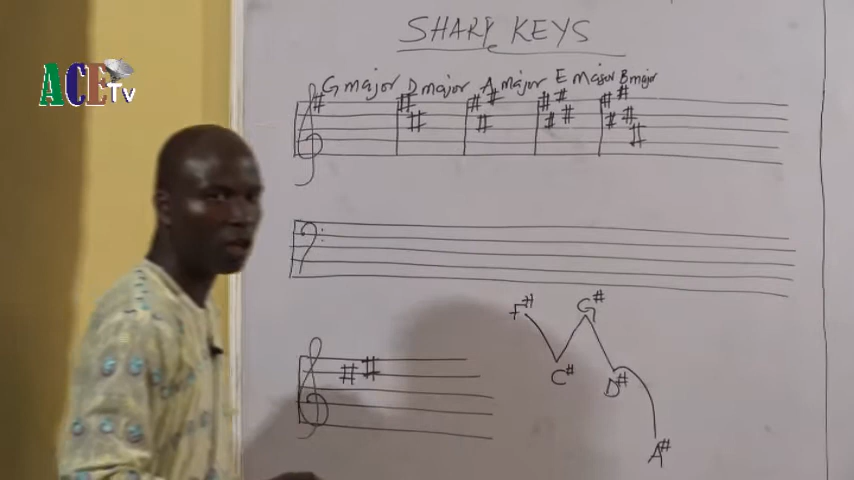 SHARP KEYS
ACE TV
G major D major A major E major B major
# # # # # # # # #
# # # # # #
F# G#
# #
C# D#
A#